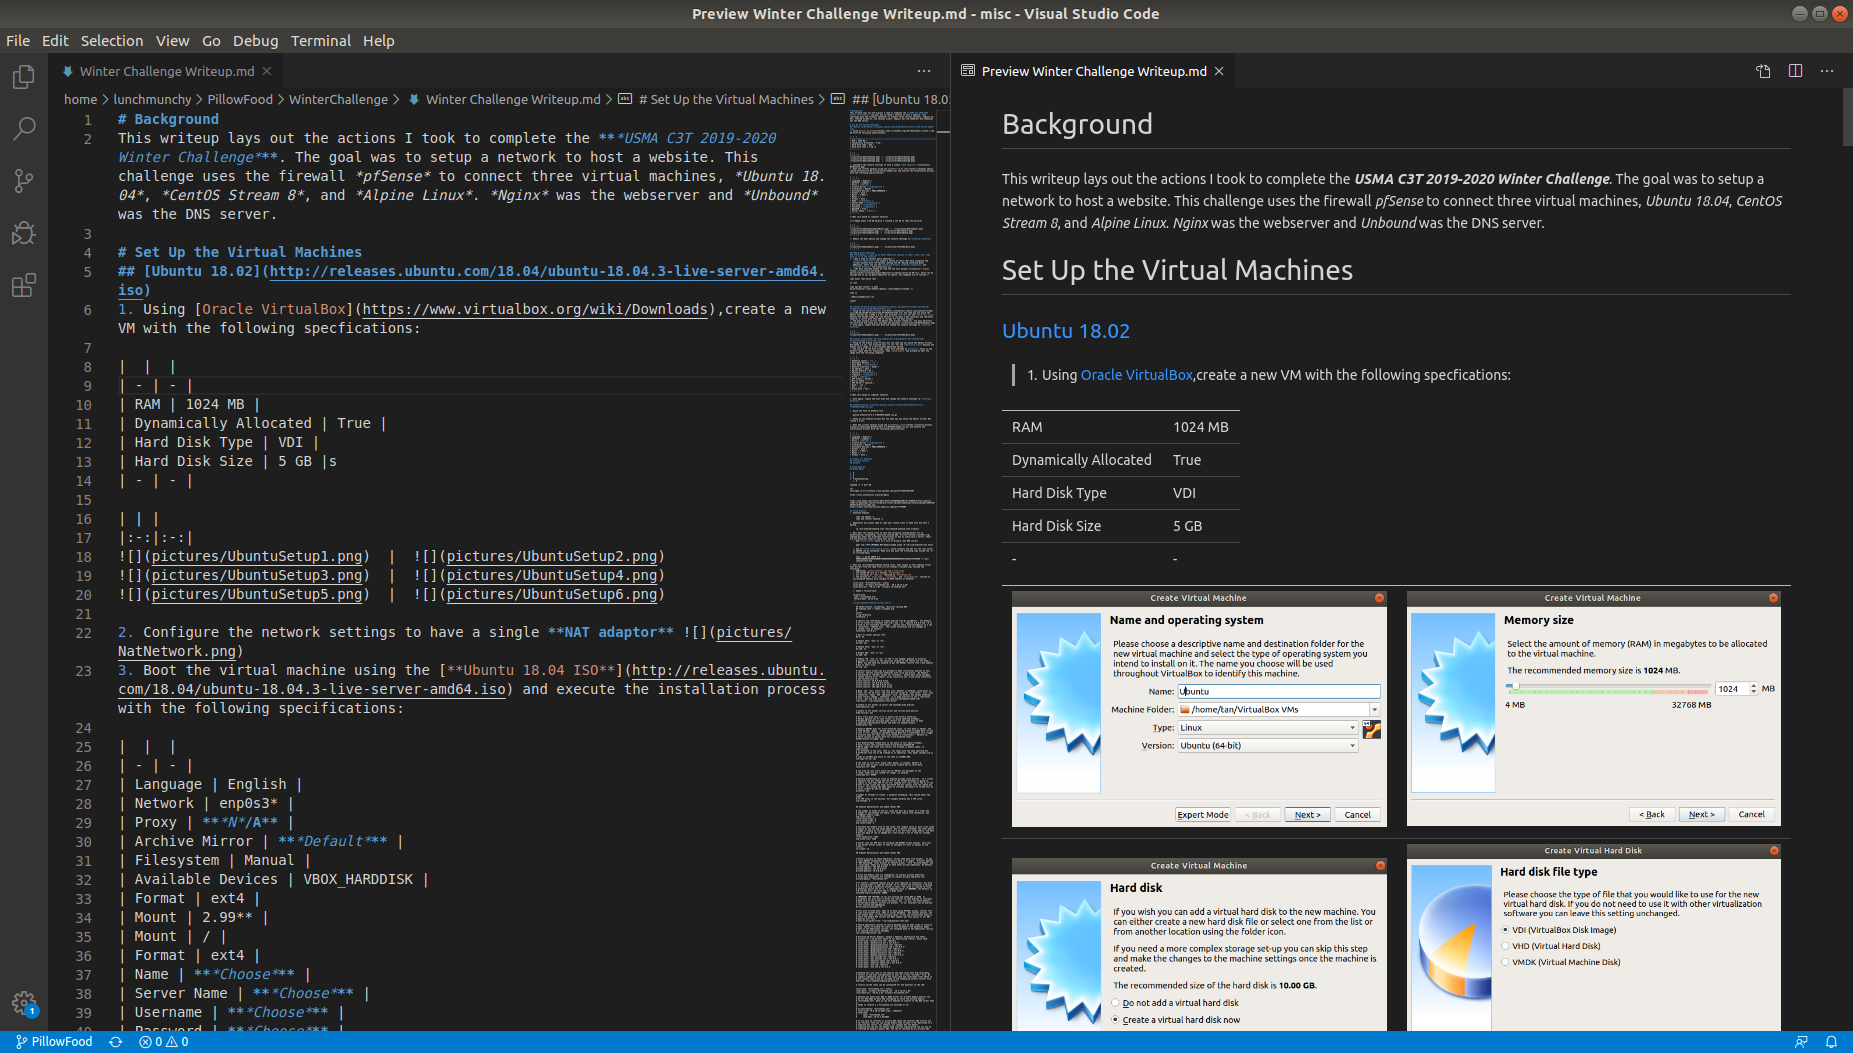 Preview Winter Challenge Writeup.md - misc - Visual Studio Code
File Edit Selection View Go Debug Terminal Help
Winter Challenge Writeup.md
home > lunchmunchy > PillowFood > WinterChallenge > Winter Challenge Writeup.md > # Set Up the Virtual Machines > ## [Ubuntu 18.0
1 # Background
2 This writeup lays out the actions I took to complete the ***USMA C3T 2019-2020
Winter Challenge***. The goal was to setup a network to host a website. This
challenge uses the firewall *pfSense* to connect three virtual machines, *Ubuntu 18.
04*, *CentOS Stream 8*, and *Alpine Linux*. *Nginx* was the webserver and *Unbound*
was the DNS server.
3
4 # Set Up the Virtual Machines
5 ## [Ubuntu 18.02](http://releases.ubuntu.com/18.04/ubuntu-18.04.3-live-server-amd64.
iso)
6 1. Using [Oracle VirtualBox](https://www.virtualbox.org/wiki/Downloads),create a new
VM with the following specfications:
7
8 | | |
9 | - | - |
10 | RAM | 1024 MB |
11 | Dynamically Allocated | True |
12 | Hard Disk Type | VDI |
13 | Hard Disk Size | 5 GB |s
14 | - | - |
15
16 | | |
17 |:-:|:-:|
18 ![](pictures/UbuntuSetup1.png) | ![](pictures/UbuntuSetup2.png)
19 ![](pictures/UbuntuSetup3.png) | ![](pictures/UbuntuSetup4.png)
20 ![](pictures/UbuntuSetup5.png) | ![](pictures/UbuntuSetup6.png)
21
22 2. Configure the network settings to have a single **NAT adaptor** ![](pictures/
NatNetwork.png)
23 3. Boot the virtual machine using the [**Ubuntu 18.04 ISO**](http://releases.ubuntu.
com/18.04/ubuntu-18.04.3-live-server-amd64.iso) and execute the installation process
with the following specifications:
24
25 | | |
26 | - | - |
27 | Language | English |
28 | Network | enp0s3* |
29 | Proxy | ***N*/A** |
30 | Archive Mirror | ***Default*** |
31 | Filesystem | Manual |
32 | Available Devices | VBOX_HARDDISK |
33 | Format | ext4 |
34 | Mount | 2.99** |
35 | Mount | / |
36 | Format | ext4 |
37 | Name | ***Choose*** |
38 | Server Name | ***Choose*** |
39 | Username | ***Choose*** |
40 | Password | ***Choose*** |
Preview Winter Challenge Writeup.md
Background
This writeup lays out the actions I took to complete the USMA C3T 2019-2020 Winter Challenge. The goal was to setup a
network to host a website. This challenge uses the firewall pfSense to connect three virtual machines, Ubuntu 18.04, CentOS
Stream 8, and Alpine Linux. Nginx was the webserver and Unbound was the DNS server.
Set Up the Virtual Machines
Ubuntu 18.02
1. Using Oracle VirtualBox,create a new VM with the following specfications:
RAM 1024 MB
Dynamically Allocated True
Hard Disk Type VDI
Hard Disk Size 5 GB
- -
Create Virtual Machine
Name and operating system
Please choose a descriptive name and destination folder for the
new virtual machine and select the type of operating system you
intend to install on it. The name you choose will be used
throughout VirtualBox to identify this machine.
Name: Ubuntu
Machine Folder: /home/tan/VirtualBox VMs
Type: Linux
Version: Ubuntu (64-bit)
Expert Mode < Back Next > Cancel
Create Virtual Machine
Memory size
Select the amount of memory (RAM) in megabytes to be allocated
to the virtual machine.
The recommended memory size is 1024 MB.
1024 MB
4 MB 32768 MB
< Back Next > Cancel
Create Virtual Machine
Hard disk
If you wish you can add a virtual hard disk to the new machine. You
can either create a new hard disk file or select one from the list or
from another location using the folder icon.
If you need a more complex storage set-up you can skip this step
and make the changes to the machine settings once the machine is
created.
The recommended size of the hard disk is 10.00 GB.
Do not add a virtual hard disk
Create a virtual hard disk now
Create Virtual Hard Disk
Hard disk file type
Please choose the type of file that you would like to use for the new
virtual hard disk. If you do not need to use it with other virtualization
software you can leave this setting unchanged.
VDI (VirtualBox Disk Image)
VHD (Virtual Hard Disk)
VMDK (Virtual Machine Disk)
1
PillowFood 0 0